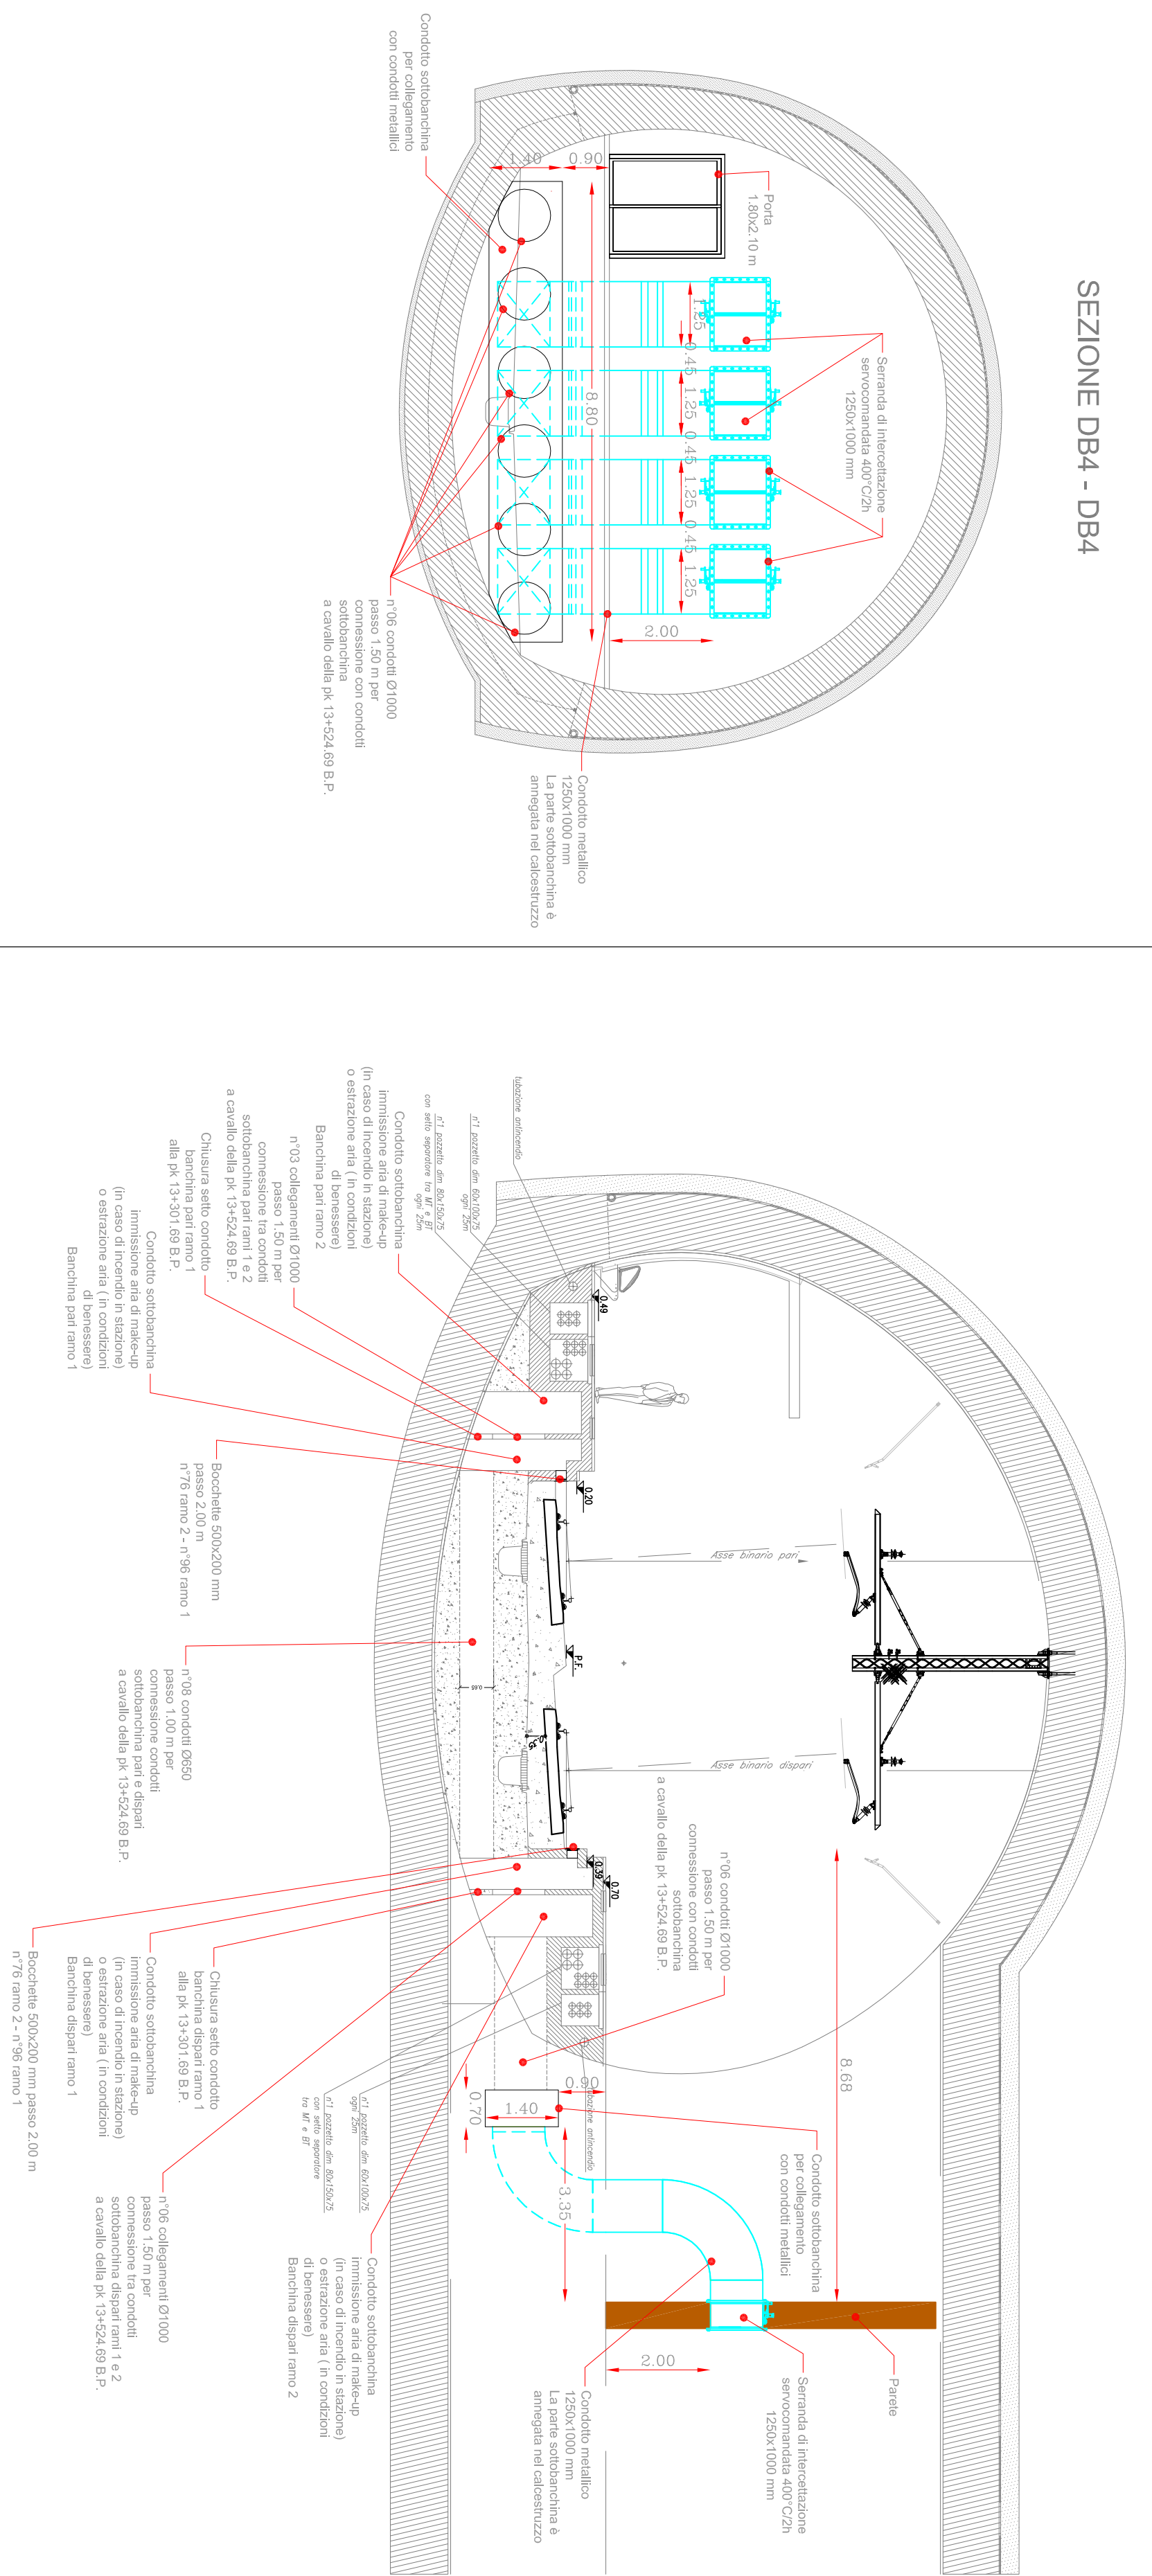 SEZIONE DB4 - DB4
Porta
1.80x2.10 m
Serranda di intercettazione
servocomandata 400°C/2h
1250x1000 mm
Condotto sottobanchina
per collegamento
con condotti metallici
1.40
0.90
8.80
1.25
0.45
1.25
0.45
1.25
0.45
1.25
2.00
n°06 condotti Ø1000
passo 1.50 m per
connessione con condotti
sottobanchina
a cavallo della pk 13+524.69 B.P.
Condotto metallico
1250x1000 mm
La parte sottobanchina è
annegata nel calcestruzzo
tubazione antincendio
n°1 pozzetto dim 60x100x75
ogni 25m
n°1 pozzetto dim 80x150x75
con setto separatore tra MT e BT
ogni 25m
Condotto sottobanchina
immissione aria di make-up
(in caso di incendio in stazione)
o estrazione aria ( in condizioni
di benessere)
Banchina pari ramo 2
n°03 collegamenti Ø1000
passo 1.50 m per
connessione tra condotti
sottobanchina pari rami 1 e 2
a cavallo della pk 13+524.69 B.P.
Chiusura setto condotto
banchina pari ramo 1
alla pk 13+301.69 B.P.
Condotto sottobanchina
immissione aria di make-up
(in caso di incendio in stazione)
o estrazione aria ( in condizioni
di benessere)
Banchina pari ramo 1
Bocchette 500x200 mm
passo 2.00 m
n°76 ramo 2 - n°96 ramo 1
n°08 condotti Ø650
passo 1.00 m per
connessione condotti
sottobanchina pari e dispari
a cavallo della pk 13+524.69 B.P.
0.49
0.20
Asse binario pari
P.F.
0.65
0.35
Asse binario dispari
0.39
0.70
n°06 condotti Ø1000
passo 1.50 m per
connessione con condotti
sottobanchina
a cavallo della pk 13+524.69 B.P.
8.68
0.90
1.40
0.70
3.35
2.00
tubazione antincendio
n°1 pozzetto dim 60x100x75
ogni 25m
n°1 pozzetto dim 80x150x75
con setto separatore
tra MT e BT
Condotto sottobanchina
per collegamento
con condotti metallici
Parete
Serranda di intercettazione
servocomandata 400°C/2h
1250x1000 mm
Condotto metallico
1250x1000 mm
La parte sottobanchina è
annegata nel calcestruzzo
Condotto sottobanchina
immissione aria di make-up
(in caso di incendio in stazione)
o estrazione aria ( in condizioni
di benessere)
Banchina dispari ramo 2
n°06 collegamenti Ø1000
passo 1.50 m per
connessione tra condotti
sottobanchina dispari rami 1 e 2
a cavallo della pk 13+524.69 B.P.
Chiusura setto condotto
banchina dispari ramo 1
alla pk 13+301.69 B.P.
Condotto sottobanchina
immissione aria di make-up
(in caso di incendio in stazione)
o estrazione aria ( in condizioni
di benessere)
Banchina dispari ramo 1
Bocchette 500x200 mm passo 2.00 m
n°76 ramo 2 - n°96 ramo 1